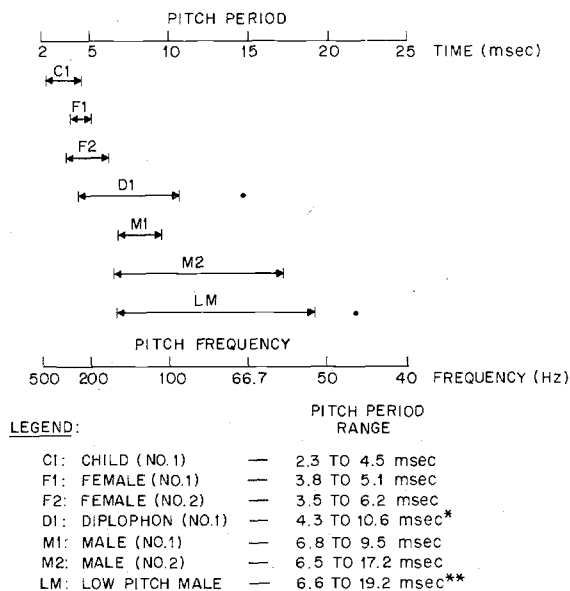 PITCH PERIOD
2 5 10 15 20 25 TIME (msec)
C1
F1
F2
D1
M1
M2
LM
PITCH FREQUENCY
500 200 100 66.7 50 40 FREQUENCY (Hz)
LEGEND: PITCH PERIOD RANGE
C1: CHILD (NO.1) — 2.3 TO 4.5 msec
F1: FEMALE (NO.1) — 3.8 TO 5.1 msec
F2: FEMALE (NO.2) — 3.5 TO 6.2 msec
D1: DIPLOPHON (NO.1) — 4.3 TO 10.6 msec*
M1: MALE (NO.1) — 6.8 TO 9.5 msec
M2: MALE (NO.2) — 6.5 TO 17.2 msec
LM: LOW PITCH MALE — 6.6 TO 19.2 msec**